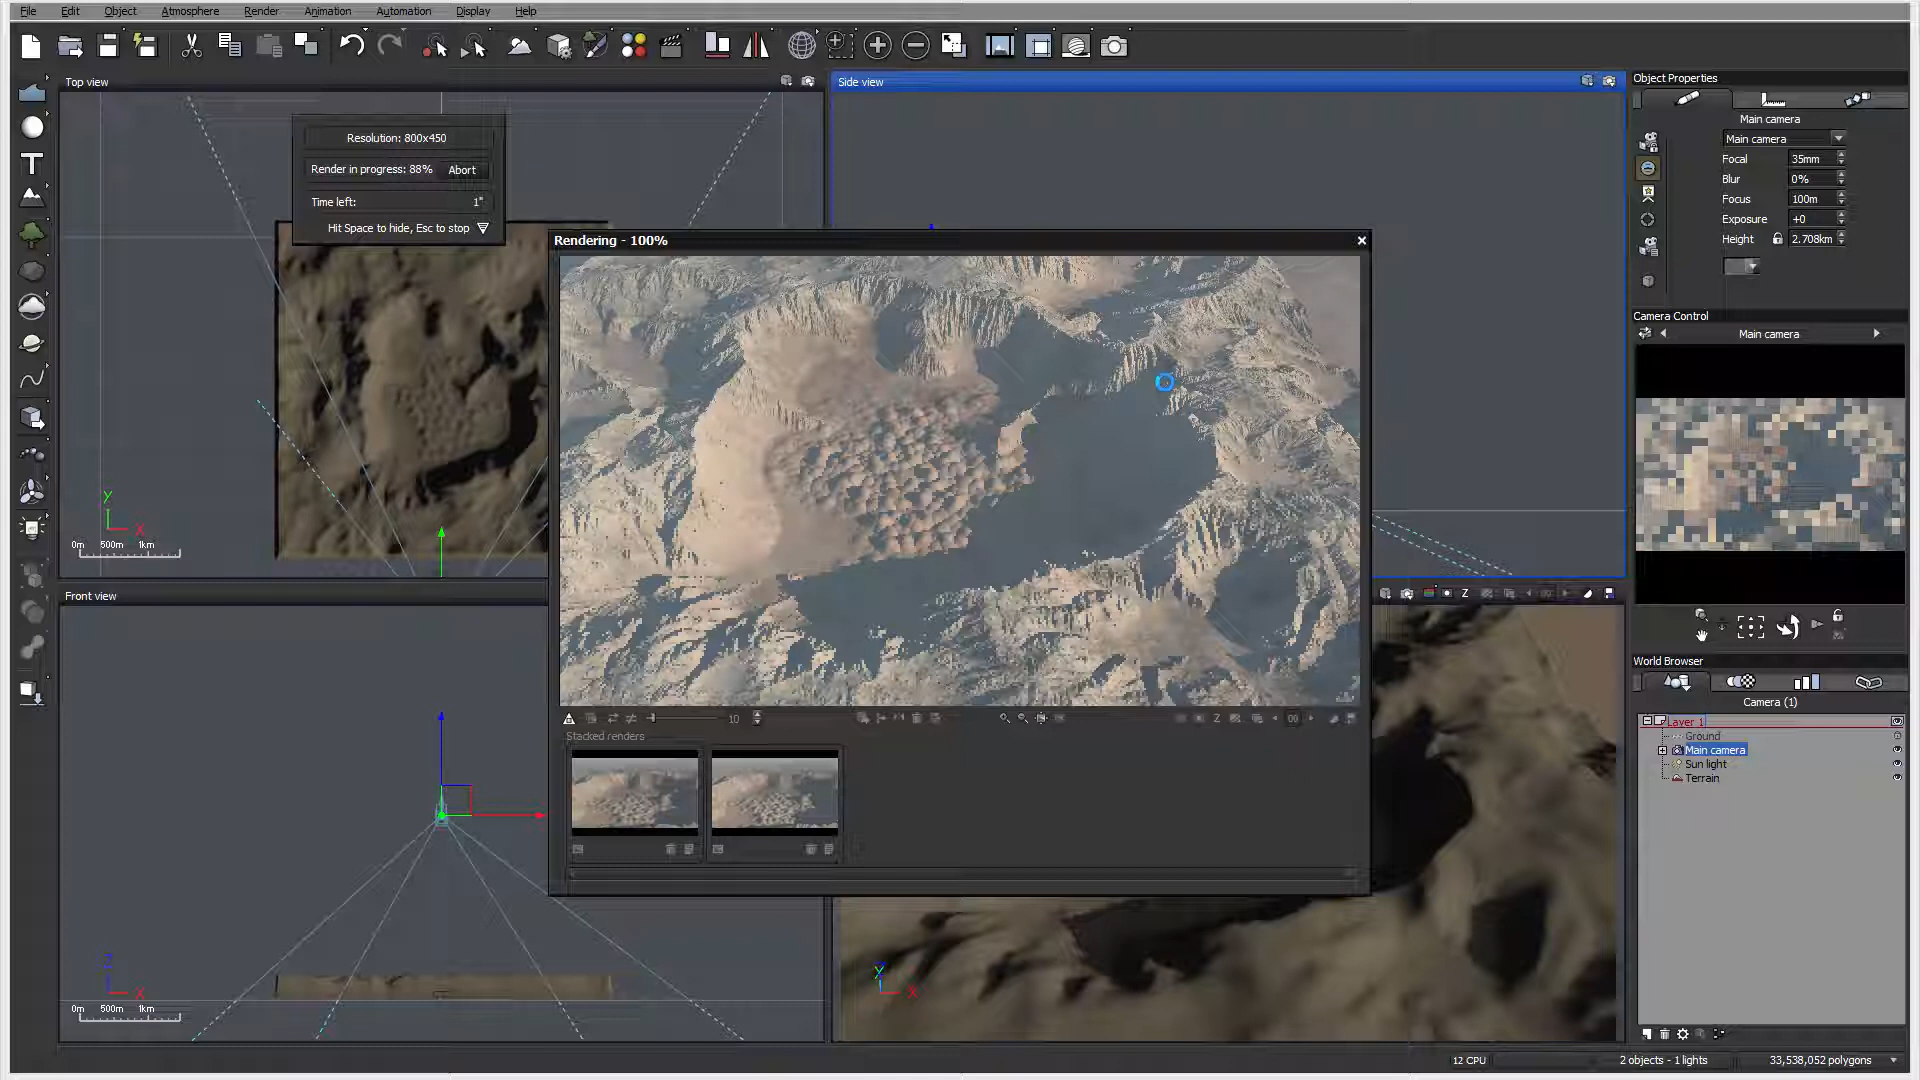 File Edit Object Atmosphere Render Animation Automation Display Help
Top view
Side view
Object Properties
Main camera
Main camera
Focal 35mm
Blur 0%
Focus 100m
Exposure +0
Height 2.708km
Resolution: 800x450
Render in progress: 88% Abort
Time left: 1"
Hit Space to hide, Esc to stop
Rendering - 100%
Camera Control
Main camera
Y
X
0m 500m 1km
Front view
Z
World Browser
Camera (1)
10
Z
00
Stacked renders
Layer 1
Ground
Main camera
Sun light
Terrain
Z
X
0m 500m 1km
Y
X
12 CPU 2 objects - 1 lights 33,538,052 polygons